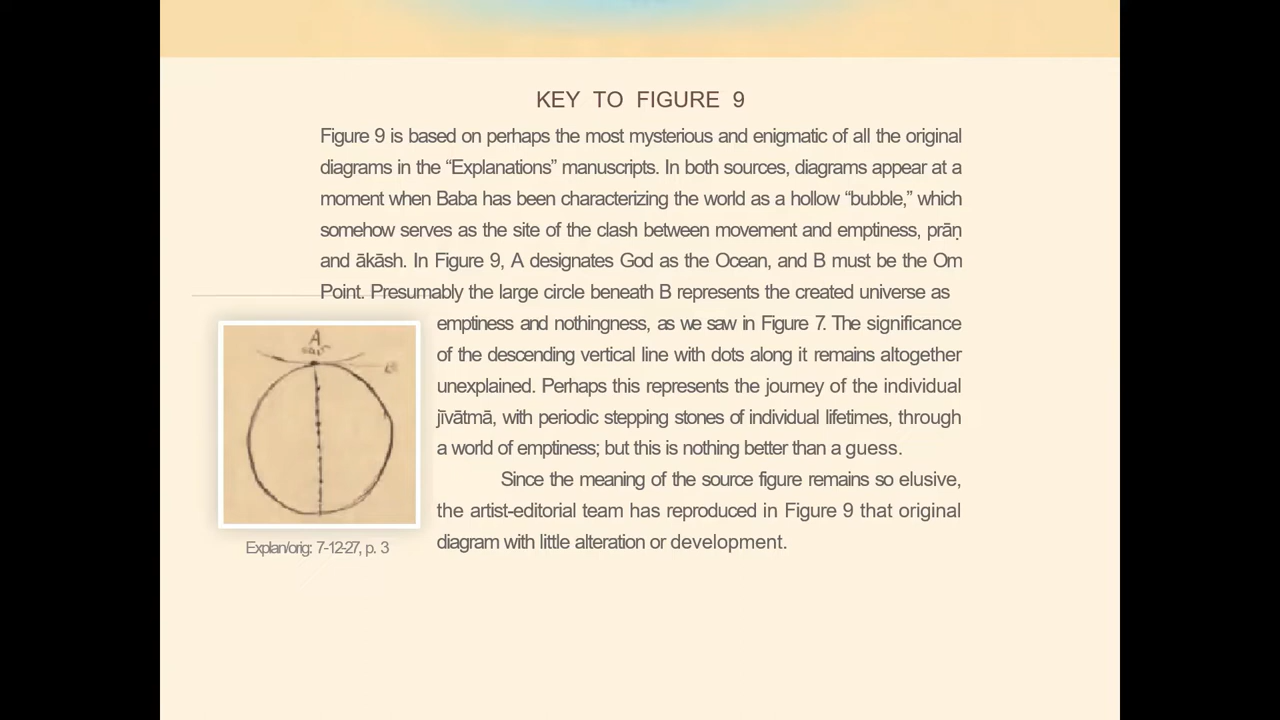 KEY TO FIGURE 9
Figure 9 is based on perhaps the most mysterious and enigmatic of all the original
diagrams in the “Explanations” manuscripts. In both sources, diagrams appear at a
moment when Baba has been characterizing the world as a hollow “bubble,” which
somehow serves as the site of the clash between movement and emptiness, prāṇ
and ākāsh. In Figure 9, A designates God as the Ocean, and B must be the Om
Point. Presumably the large circle beneath B represents the created universe as
emptiness and nothingness, as we saw in Figure 7. The significance
of the descending vertical line with dots along it remains altogether
unexplained. Perhaps this represents the journey of the individual
jīvātmā, with periodic stepping stones of individual lifetimes, through
a world of emptiness; but this is nothing better than a guess.
Since the meaning of the source figure remains so elusive,
the artist-editorial team has reproduced in Figure 9 that original
diagram with little alteration or development.
A
Explan/orig: 7-12-27, p. 3